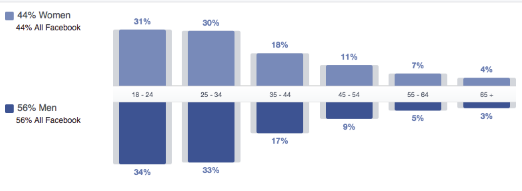 44% Women
44% All Facebook
31%
30%
18%
11%
7%
4%
18 - 24
25 - 34
35 - 44
45 - 54
55 - 64
65 +
56% Men
56% All Facebook
34%
33%
17%
9%
5%
3%